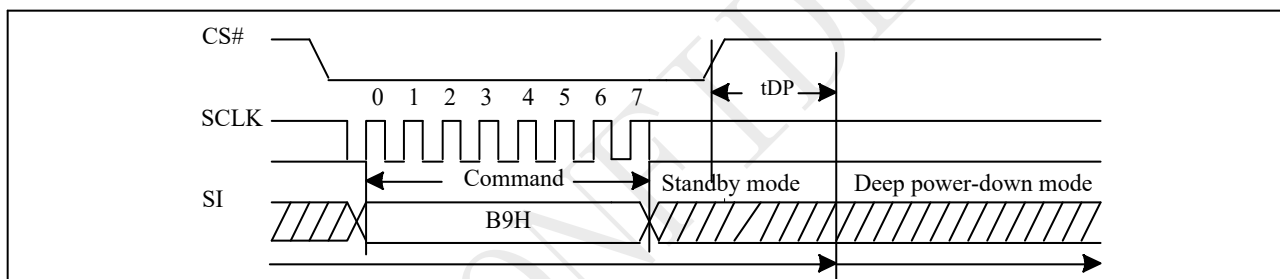 CS#
tDP
0 1 2 3 4 5 6 7
SCLK
Command
Standby mode
Deep power-down mode
SI
B9H